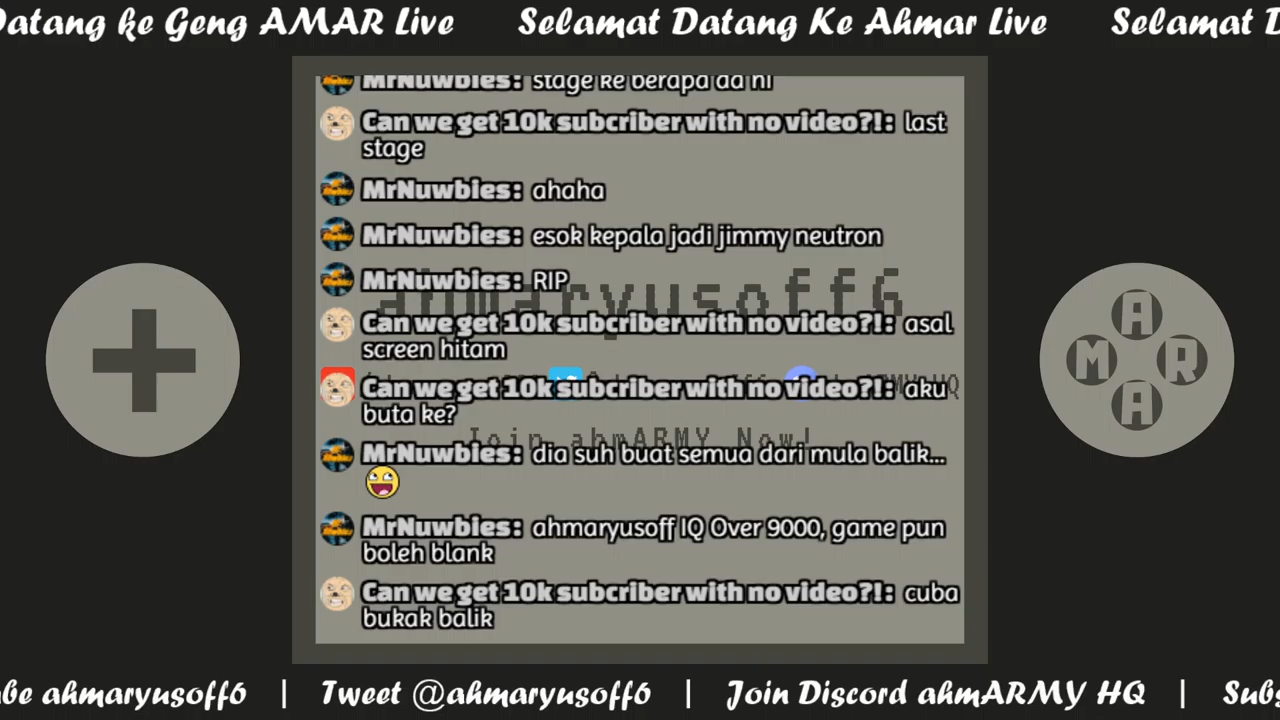 Datang ke Geng AMAR Live Selamat Datang Ke Ahmar Live Selamat D
MrNuwbies: stage ke berapa da ni
Can we get 10k subcriber with no video?!: last
stage
MrNuwbies: ahaha
MrNuwbies: esok kepala jadi jimmy neutron
MrNuwbies: RIP
ahmaryusoff6
Can we get 10k subcriber with no video?!: asal
screen hitam
Can we get 10k subcriber with no video?!: aku
buta ke?
Join ahmARMY Now!
MrNuwbies: dia suh buat semua dari mula balik...
MrNuwbies: ahmaryusoff IQ Over 9000, game pun
boleh blank
Can we get 10k subcriber with no video?!: cuba
bukak balik
A
M R
A
be ahmaryusoff6 | Tweet @ahmaryusoff6 | Join Discord ahmARMY HQ | Subs